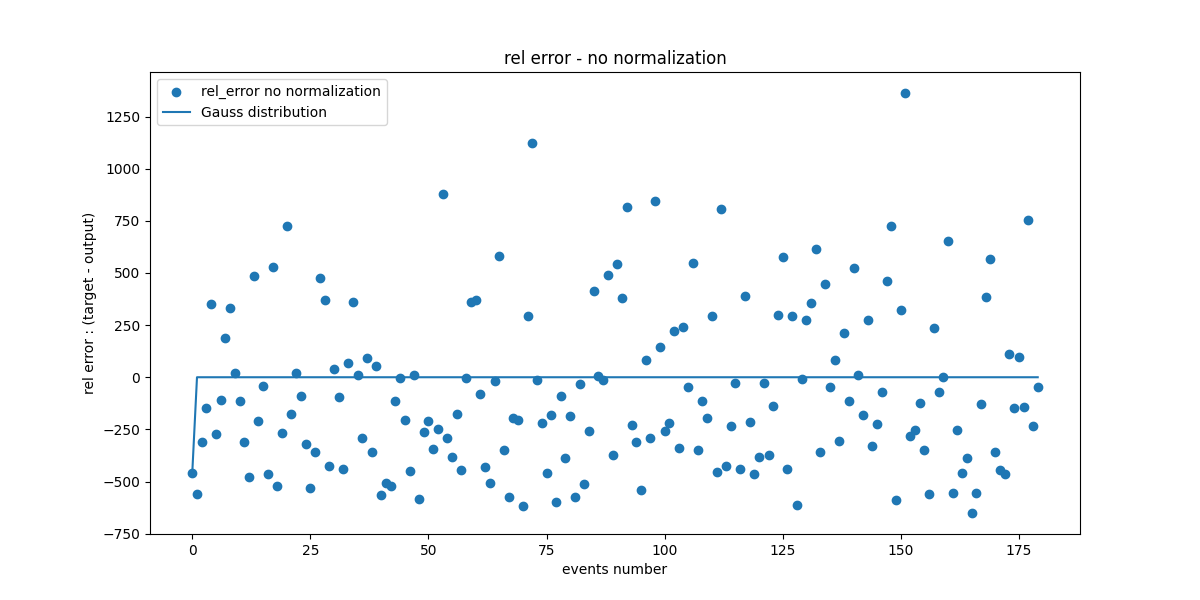 rel error - no normalization
rel_error no normalization
Gauss distribution
rel error : (target - output)
1250
1000
750
500
250
0
−250
−500
−750
0 25 50 75 100 125 150 175
events number